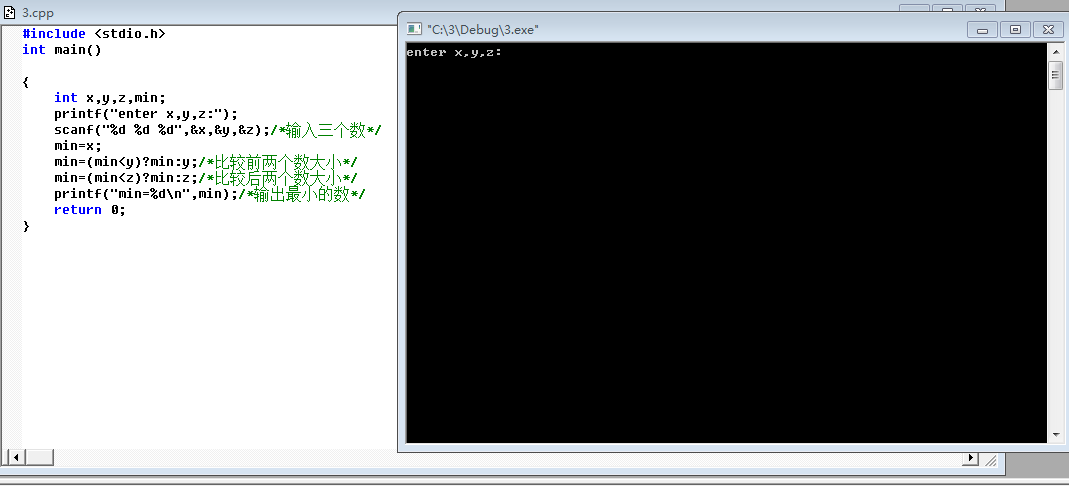 3.cpp
#include <stdio.h>
int main()
{
int x,y,z,min;
printf("enter x,y,z:");
scanf("%d %d %d",&x,&y,&z);/*输入三个数*/
min=x;
min=(min<y)?min:y;/*比较前两个数大小*/
min=(min<z)?min:z;/*比较后两个数大小*/
printf("min=%d\n",min);/*输出最小的数*/
return 0;
}
"C:\3\Debug\3.exe"
enter x,y,z: